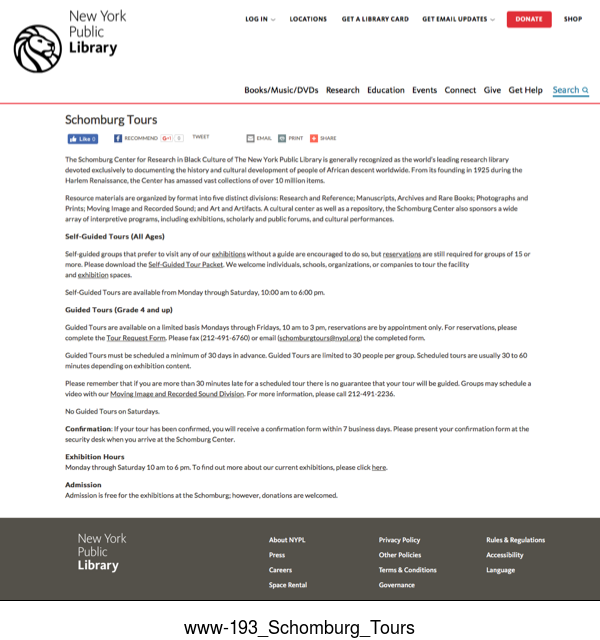 New York
Public
Library
LOG IN
LOCATIONS
GET A LIBRARY CARD
GET EMAIL UPDATES
DONATE
SHOP
Books/Music/DVDs Research Education Events Connect Give Get Help Search
Schomburg Tours
Like 0
RECOMMEND
G+1
0
TWEET
EMAIL
PRINT
SHARE
The Schomburg Center for Research in Black Culture of The New York Public Library is generally recognized as the world's leading research library
devoted exclusively to documenting the history and cultural development of people of African descent worldwide. From its founding in 1925 during the
Harlem Renaissance, the Center has amassed vast collections of over 10 million items.
Resource materials are organized by format into five distinct divisions: Research and Reference; Manuscripts, Archives and Rare Books; Photographs and
Prints; Moving Image and Recorded Sound; and Art and Artifacts. A cultural center as well as a repository, the Schomburg Center also sponsors a wide
array of interpretive programs, including exhibitions, scholarly and public forums, and cultural performances.
Self-Guided Tours (All Ages)
Self-guided groups that prefer to visit any of our exhibitions without a guide are encouraged to do so, but reservations are still required for groups of 15 or
more. Please download the Self-Guided Tour Packet. We welcome individuals, schools, organizations, or companies to tour the facility
and exhibition spaces.
Self-Guided Tours are available from Monday through Saturday, 10:00 am to 6:00 pm.
Guided Tours (Grade 4 and up)
Guided Tours are available on a limited basis Mondays through Fridays, 10 am to 3 pm, reservations are by appointment only. For reservations, please
complete the Tour Request Form. Please fax (212-491-6760) or email (schomburgtours@nypl.org) the completed form.
Guided Tours must be scheduled a minimum of 30 days in advance. Guided Tours are limited to 30 people per group. Scheduled tours are usually 30 to 60
minutes depending on exhibition content.
Please remember that if you are more than 30 minutes late for a scheduled tour there is no guarantee that your tour will be guided. Groups may schedule a
video with our Moving Image and Recorded Sound Division. For more information, please call 212-491-2236.
No Guided Tours on Saturdays.
Confirmation: If your tour has been confirmed, you will receive a confirmation form within 7 business days. Please present your confirmation form at the
security desk when you arrive at the Schomburg Center.
Exhibition Hours
Monday through Saturday 10 am to 6 pm. To find out more about our current exhibitions, please click here.
Admission
Admission is free for the exhibitions at the Schomburg; however, donations are welcomed.
New York
Public
Library
About NYPL
Privacy Policy
Rules & Regulations
Press
Other Policies
Accessibility
Careers
Terms & Conditions
Language
Space Rental
Governance
www-193_Schomburg_Tours